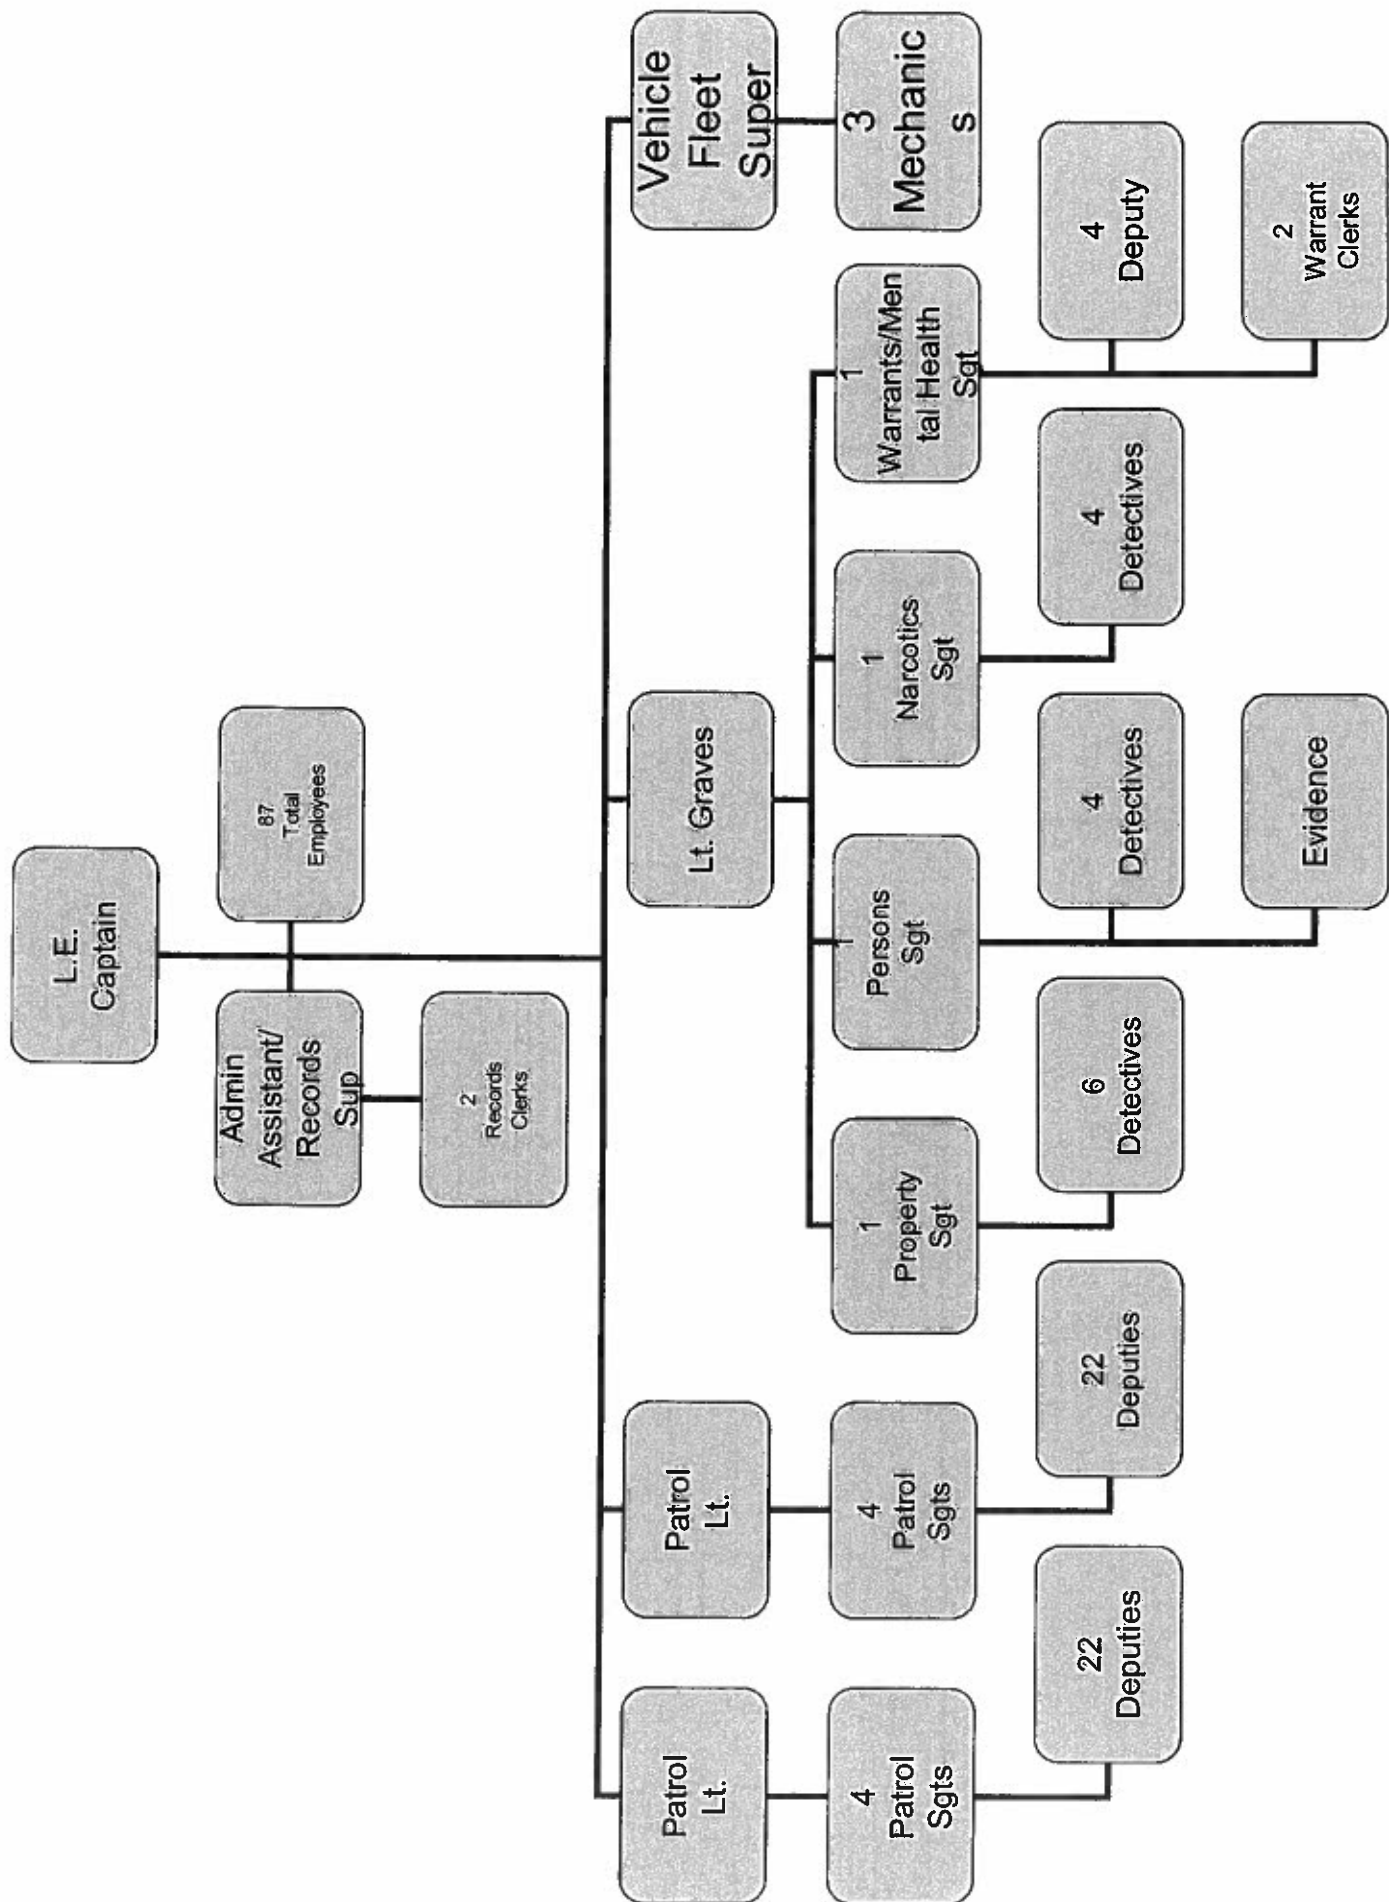 L.E.
Captain
Admin
Assistant/
Records
Sup
87
Total
Employees
2
Records
Clerks
Patrol
Lt.
Patrol
Lt.
Lt. Graves
Vehicle
Fleet
Super
4
Patrol
Sgts
4
Patrol
Sgts
1
Property
Sgt
1
Persons
Sgt
1
Narcotics
Sgt
1
Warrants/Men
tal Health
Sgt
3
Mechanic
s
22
Deputies
22
Deputies
6
Detectives
4
Detectives
4
Detectives
4
Deputy
Evidence
2
Warrant
Clerks